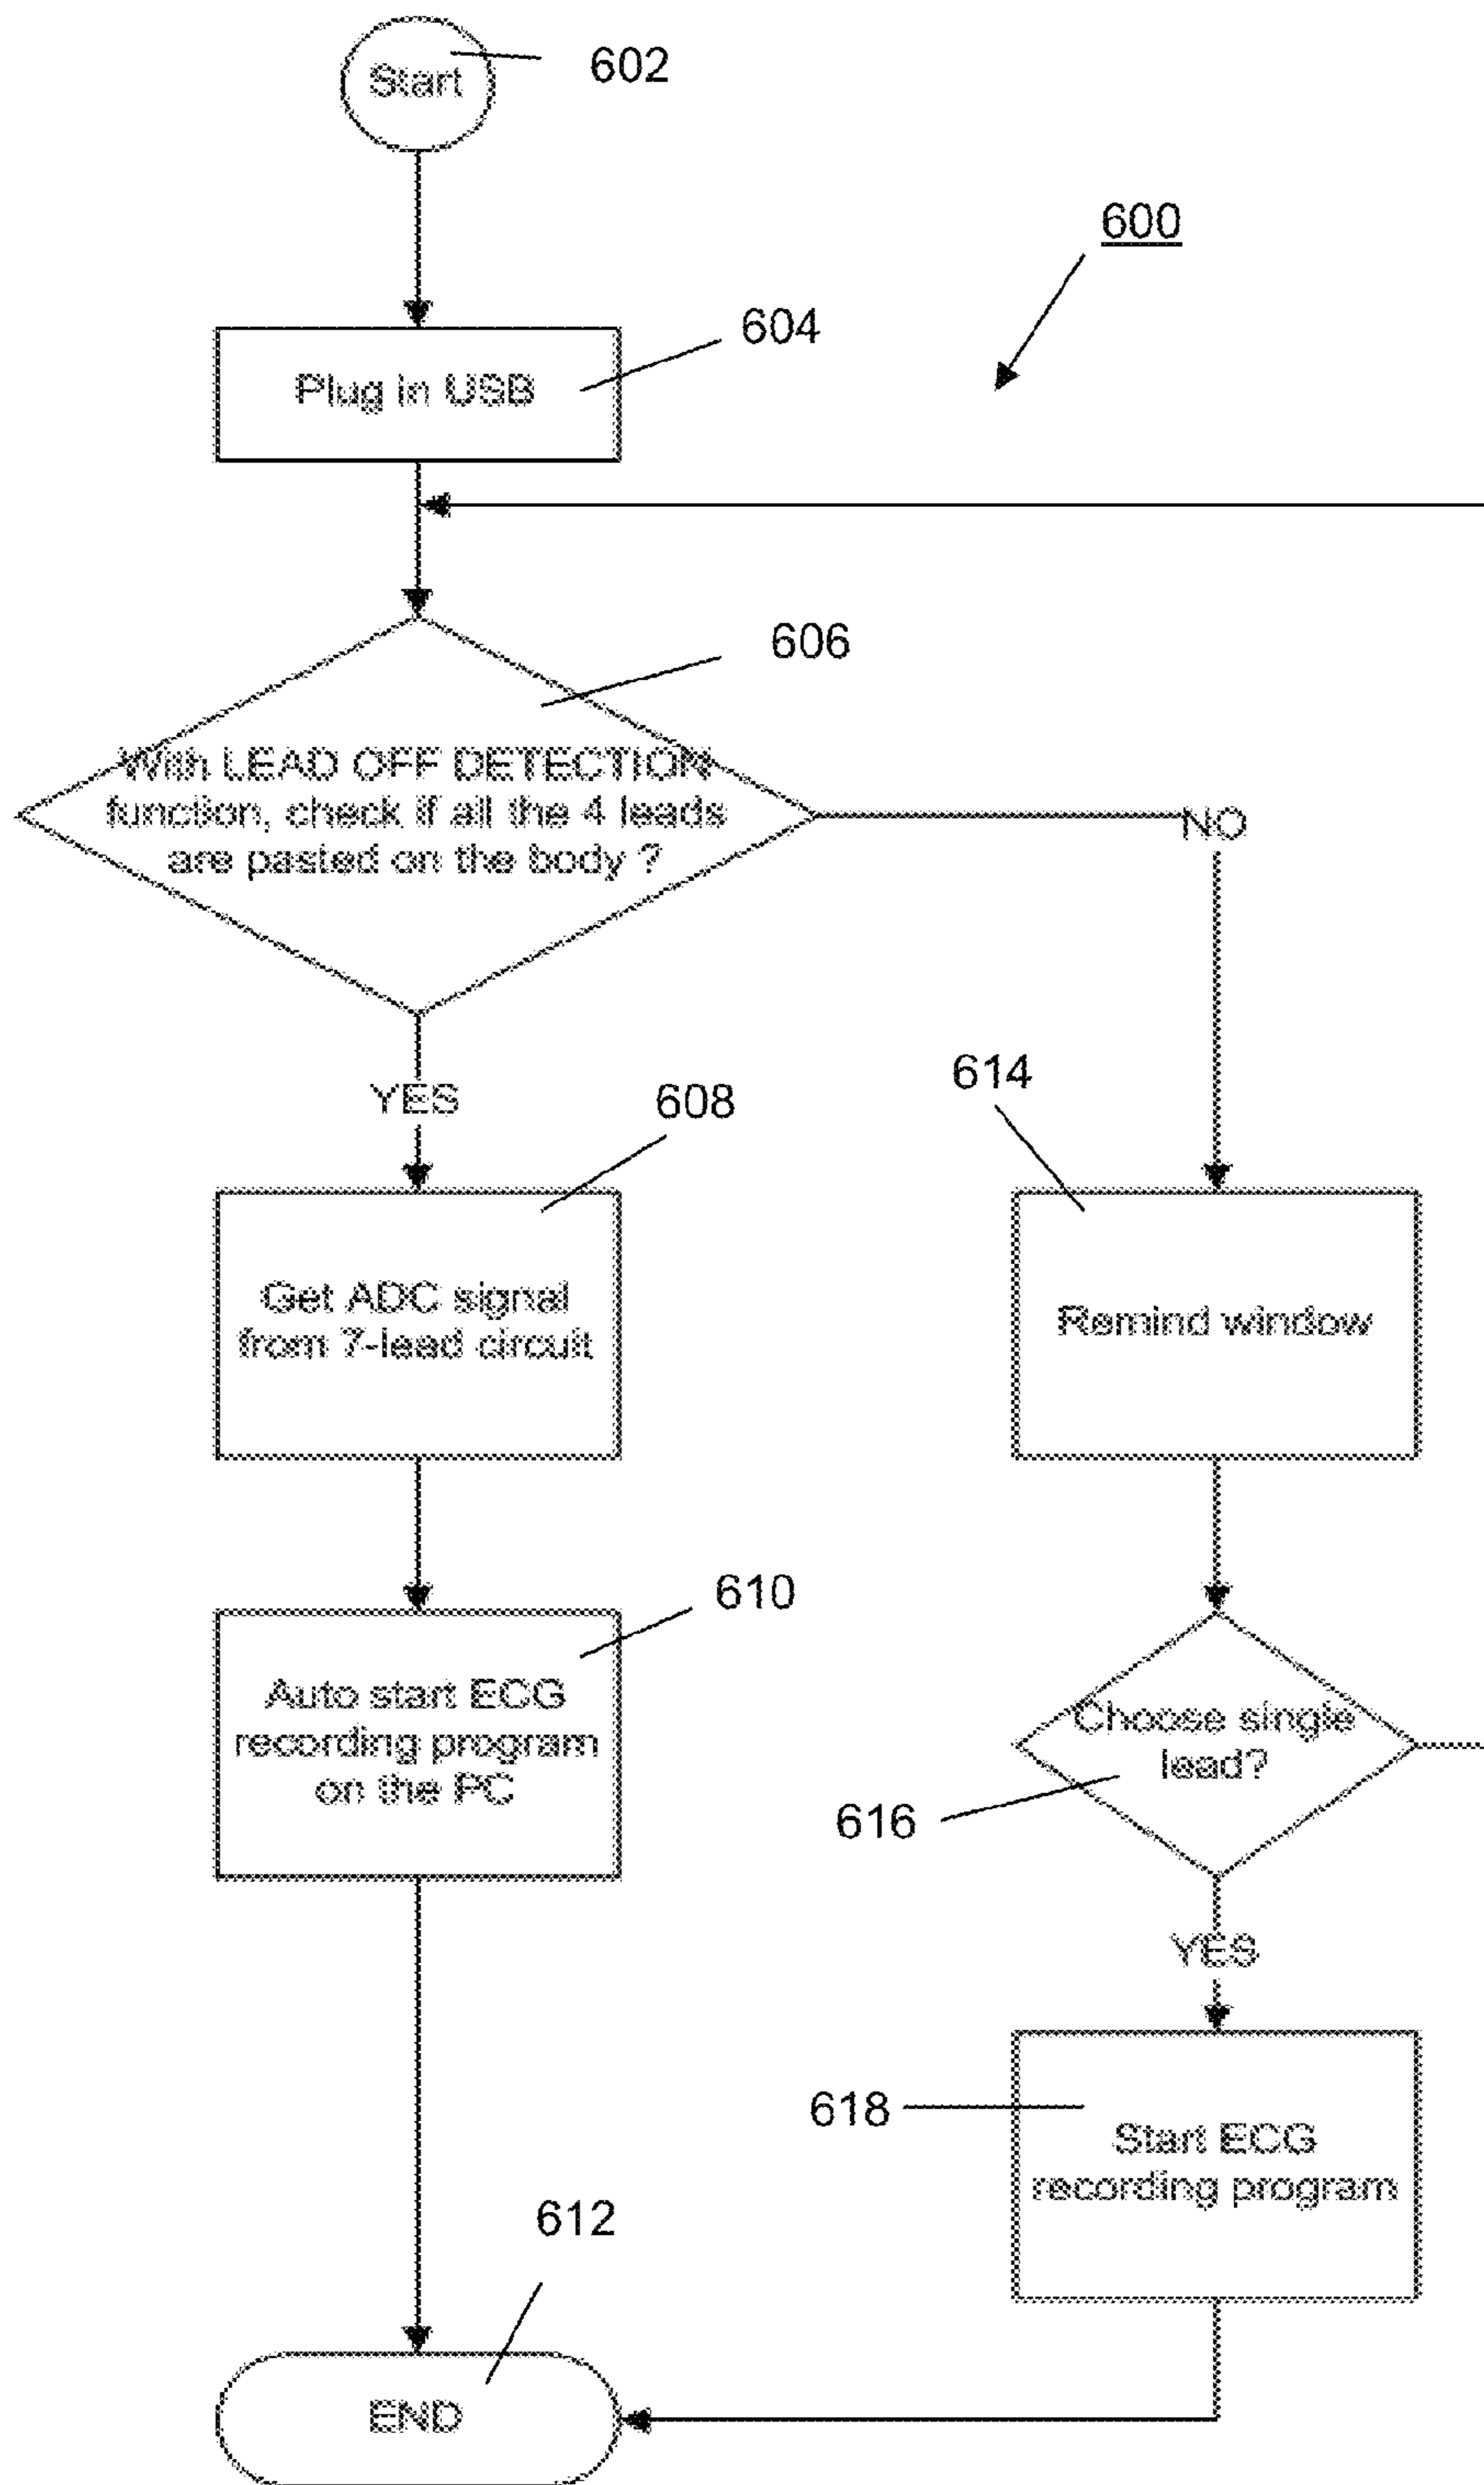 Start
602
600
604
Plug in USB
606
With LEAD OFF DETECTION
function, check if all the 4 leads
are pasted on the body ?
NO
YES
608
614
Get ADC signal
from 7-lead circuit
Remind window
610
Auto start ECG
recording program
on the PC
Choose single
lead?
616
YES
618
Start ECG
recording program
612
END